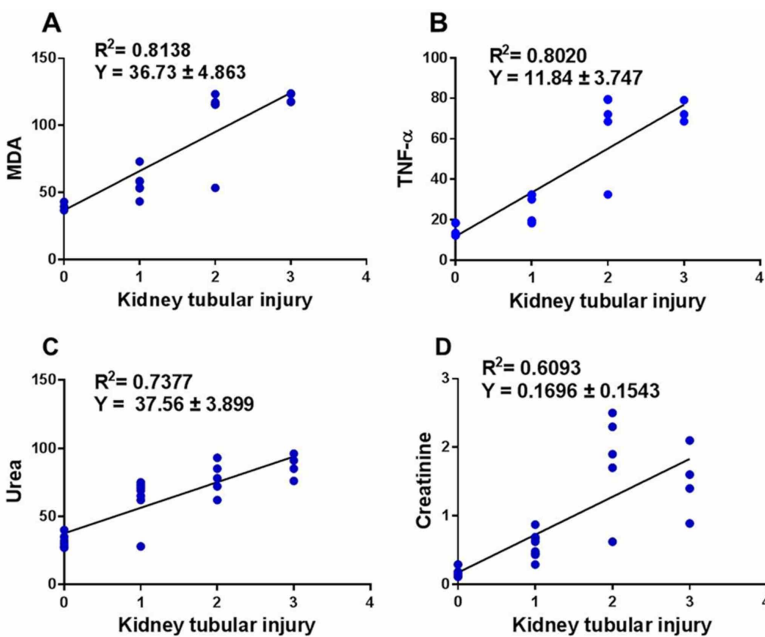 A
R²= 0.8138
Y = 36.73 ± 4.863
150
100
50
0
MDA
0 1 2 3 4
Kidney tubular injury
B
R²= 0.8020
Y = 11.84 ± 3.747
100
80
60
40
20
0
TNF-α
0 1 2 3 4
Kidney tubular injury
C
R²= 0.7377
Y = 37.56 ± 3.899
150
100
50
0
Urea
0 1 2 3 4
Kidney tubular injury
D
R²= 0.6093
Y = 0.1696 ± 0.1543
3
2
1
0
Creatinine
0 1 2 3 4
Kidney tubular injury